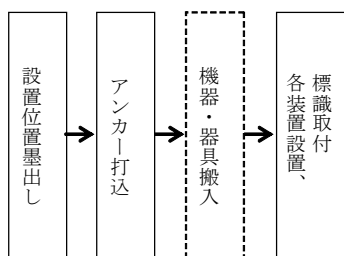 設置位置墨出し
アンカー打込
機器・器具搬入
各装置設置、
標識取付